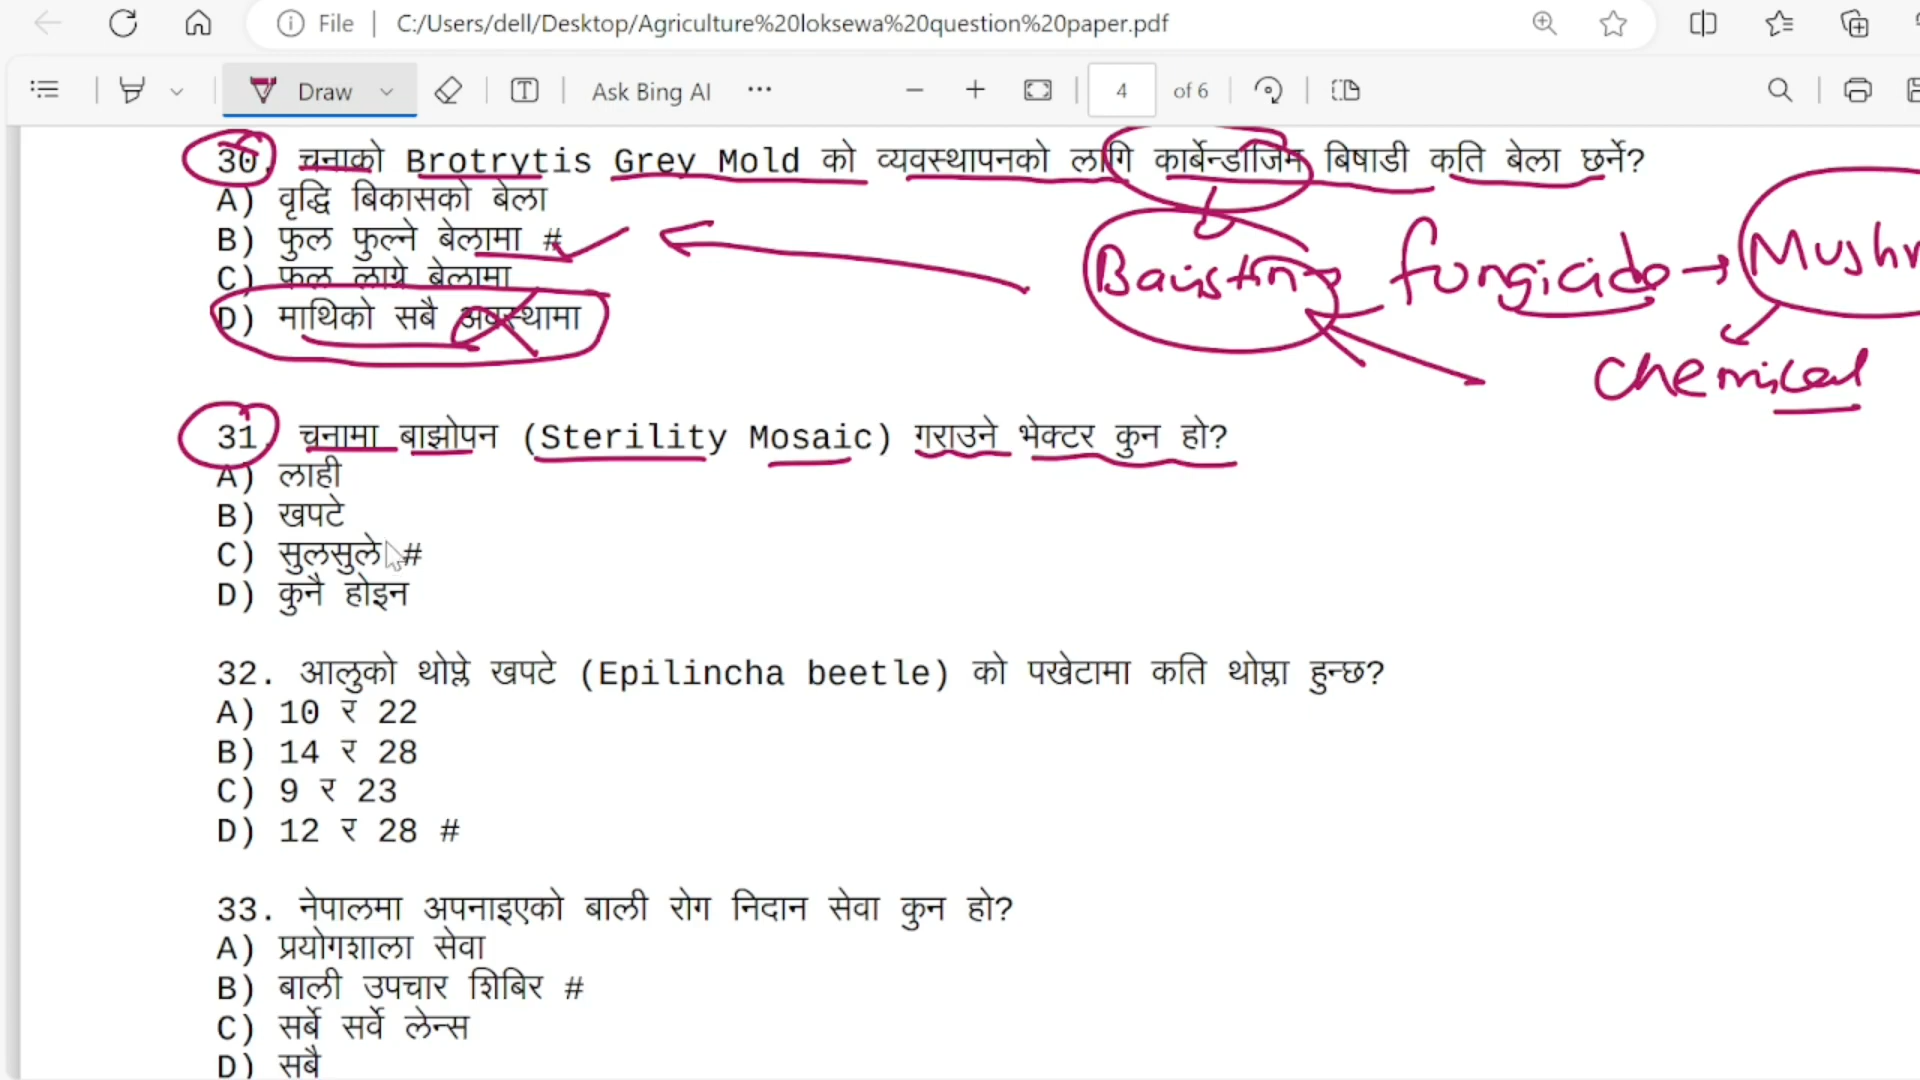 File C:/Users/dell/Desktop/Agriculture%20loksewa%20question%20paper.pdf
Draw Ask Bing AI 4 of 6
30. चनाको Brotrytis Grey Mold को व्यवस्थापनको लागि कार्बेन्डाजिम बिषाडी कति बेला छर्ने?
A) वृद्धि बिकासको बेला
B) फुल फुल्ने बेलामा #
C) फल लाग्ने बेलामा
D) माथिको सबै अवस्थामा
fungicide → Mushr
chemical
31. चनामा बाझोपन (Sterility Mosaic) गराउने भेक्टर कुन हो?
A) लाही
B) खपटे
C) सुलसुले #
D) कुनै होइन
32. आलुको थोप्ले खपटे (Epilincha beetle) को पखेटामा कति थोप्ला हुन्छ?
A) 10 र 22
B) 14 र 28
C) 9 र 23
D) 12 र 28 #
33. नेपालमा अपनाइएको बाली रोग निदान सेवा कुन हो?
A) प्रयोगशाला सेवा
B) बाली उपचार शिबिर #
C) सर्बे सर्वे लेन्स
D) सबै